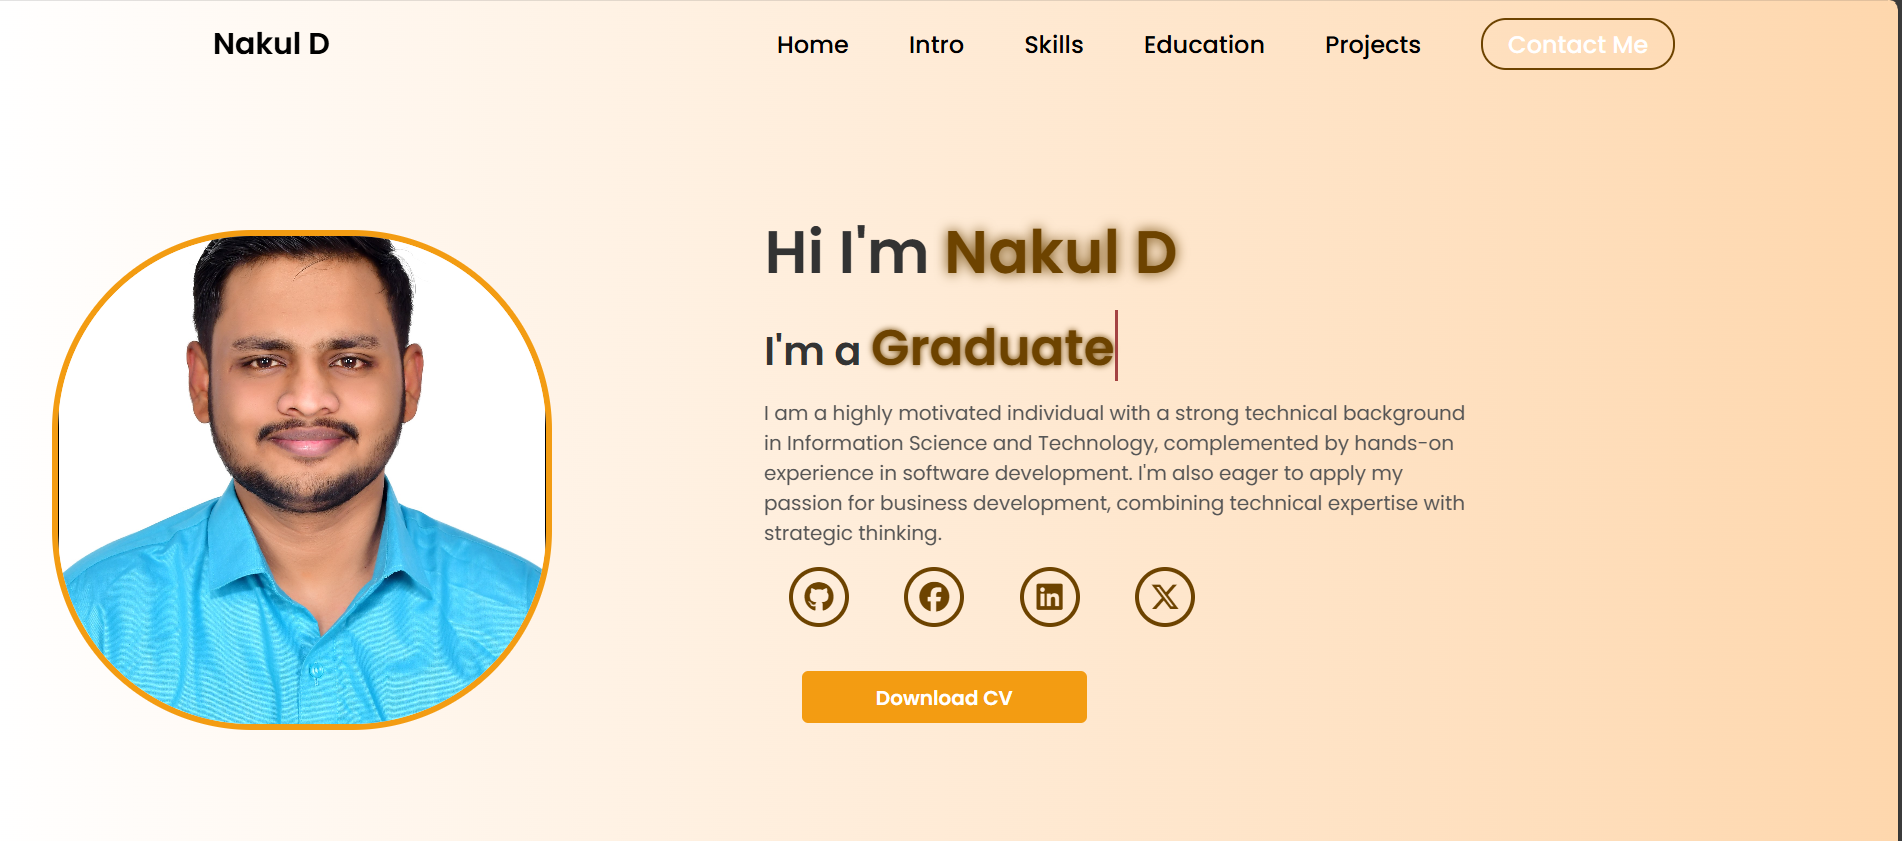 Nakul D
Home
Intro
Skills
Education
Projects
Contact Me
Hi I'm Nakul D
I'm a Graduate
I am a highly motivated individual with a strong technical background
in Information Science and Technology, complemented by hands-on
experience in software development. I'm also eager to apply my
passion for business development, combining technical expertise with
strategic thinking.
Download CV